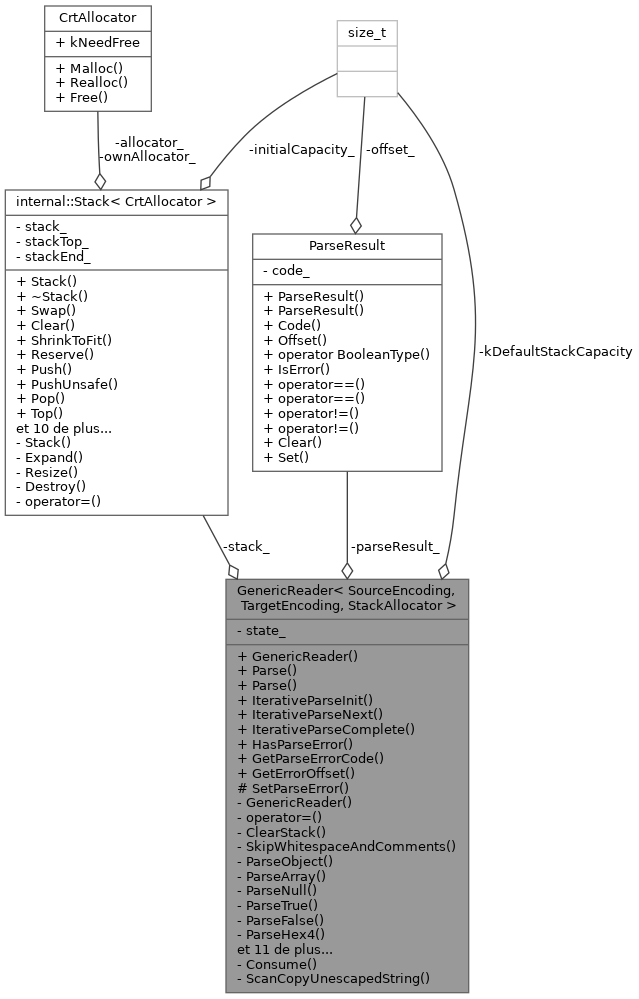 CrtAllocator
+ kNeedFree
+ Malloc()
+ Realloc()
+ Free()
size_t
-allocator_
-ownAllocator_
-initialCapacity_
-offset_
internal::Stack< CrtAllocator >
- stack_
- stackTop_
- stackEnd_
+ Stack()
+ ~Stack()
+ Swap()
+ Clear()
+ ShrinkToFit()
+ Reserve()
+ Push()
+ PushUnsafe()
+ Pop()
+ Top()
et 10 de plus...
- Stack()
- Expand()
- Resize()
- Destroy()
- operator=()
ParseResult
- code_
+ ParseResult()
+ ParseResult()
+ Code()
+ Offset()
+ operator BooleanType()
+ IsError()
+ operator==()
+ operator==()
+ operator!=()
+ operator!=()
+ Clear()
+ Set()
-kDefaultStackCapacity
-stack_
-parseResult_
GenericReader< SourceEncoding,
TargetEncoding, StackAllocator >
- state_
+ GenericReader()
+ Parse()
+ Parse()
+ IterativeParseInit()
+ IterativeParseNext()
+ IterativeParseComplete()
+ HasParseError()
+ GetParseErrorCode()
+ GetErrorOffset()
# SetParseError()
- GenericReader()
- operator=()
- ClearStack()
- SkipWhitespaceAndComments()
- ParseObject()
- ParseArray()
- ParseNull()
- ParseTrue()
- ParseFalse()
- ParseHex4()
et 11 de plus...
- Consume()
- ScanCopyUnescapedString()